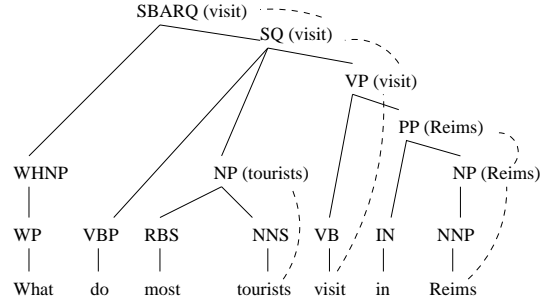 SBARQ (visit)
SQ (visit)
VP (visit)
PP (Reims)
WHNP NP (tourists) NP (Reims)
WP VBP RBS NNS VB IN NNP
What do most tourists visit in Reims